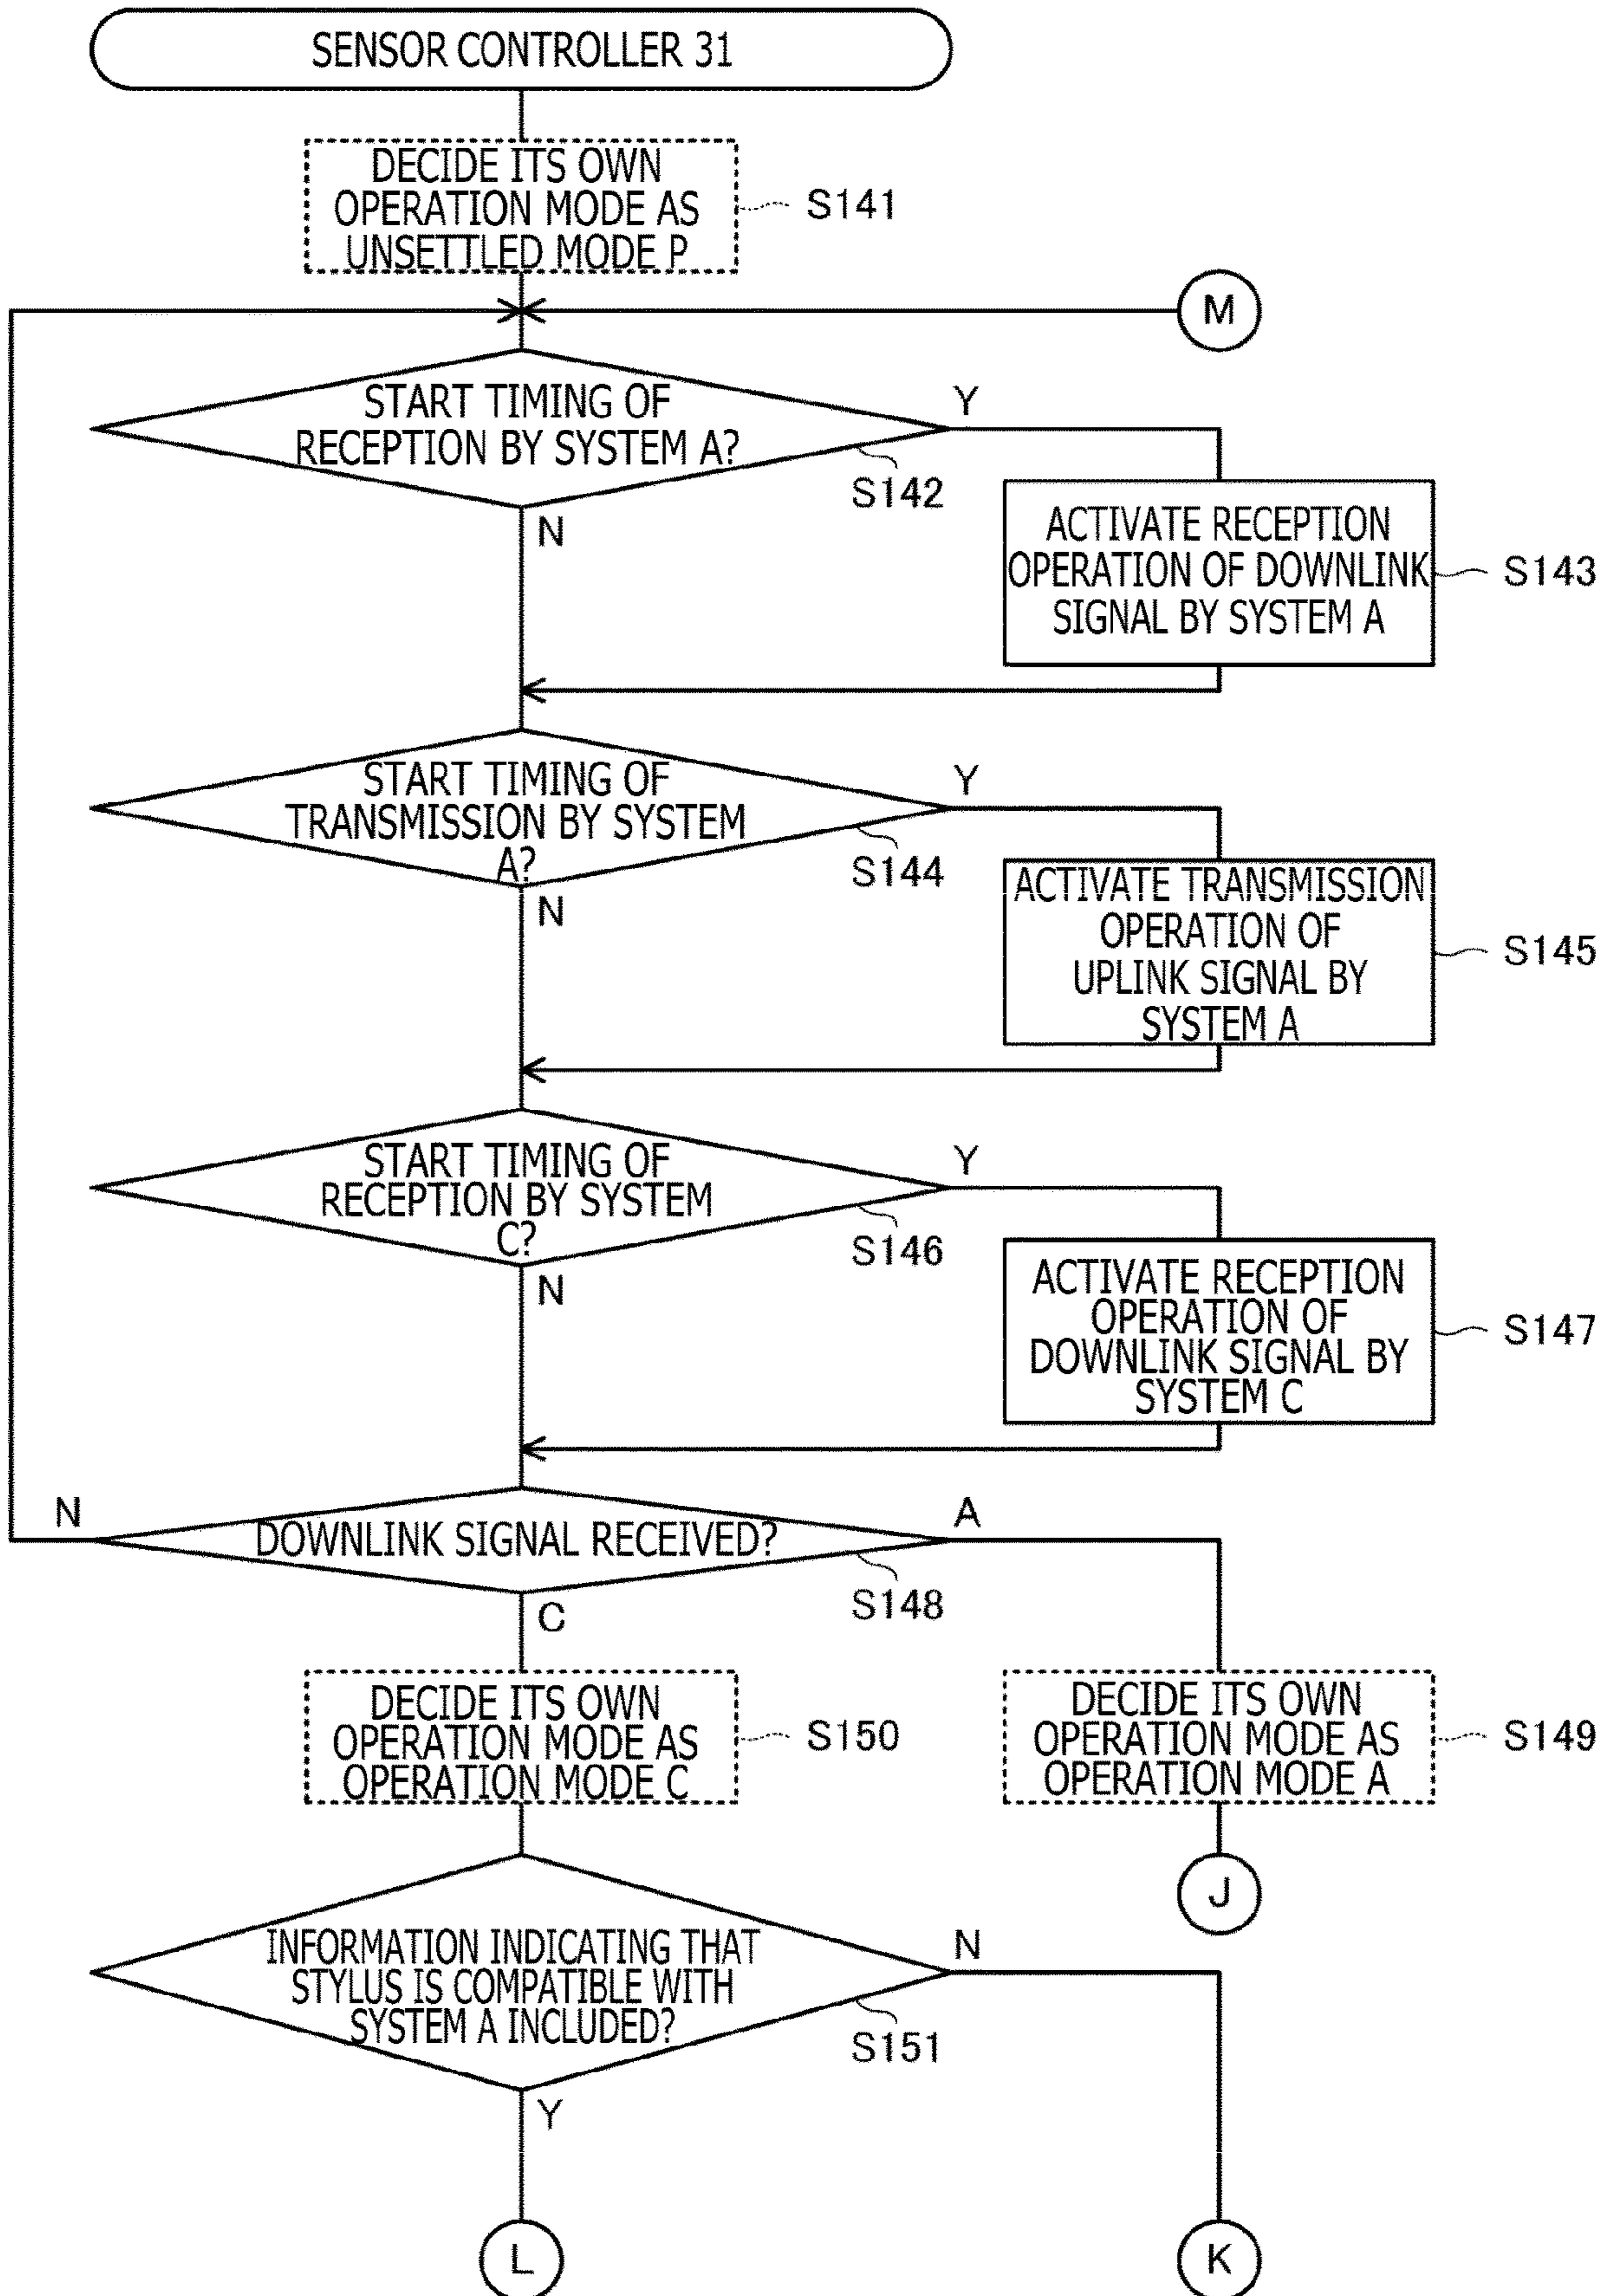 SENSOR CONTROLLER 31
DECIDE ITS OWN
OPERATION MODE AS
UNSETTLED MODE P
S141
M
START TIMING OF
RECEPTION BY SYSTEM A?
Y
S142
N
ACTIVATE RECEPTION
OPERATION OF DOWNLINK
SIGNAL BY SYSTEM A
S143
START TIMING OF
TRANSMISSION BY SYSTEM
A?
Y
S144
N
ACTIVATE TRANSMISSION
OPERATION OF
UPLINK SIGNAL BY
SYSTEM A
S145
START TIMING OF
RECEPTION BY SYSTEM
C?
Y
S146
N
ACTIVATE RECEPTION
OPERATION OF
DOWNLINK SIGNAL BY
SYSTEM C
S147
N
DOWNLINK SIGNAL RECEIVED?
A
S148
C
DECIDE ITS OWN
OPERATION MODE AS
OPERATION MODE C
S150
DECIDE ITS OWN
OPERATION MODE AS
OPERATION MODE A
S149
J
INFORMATION INDICATING THAT
STYLUS IS COMPATIBLE WITH
SYSTEM A INCLUDED?
N
S151
Y
L
K